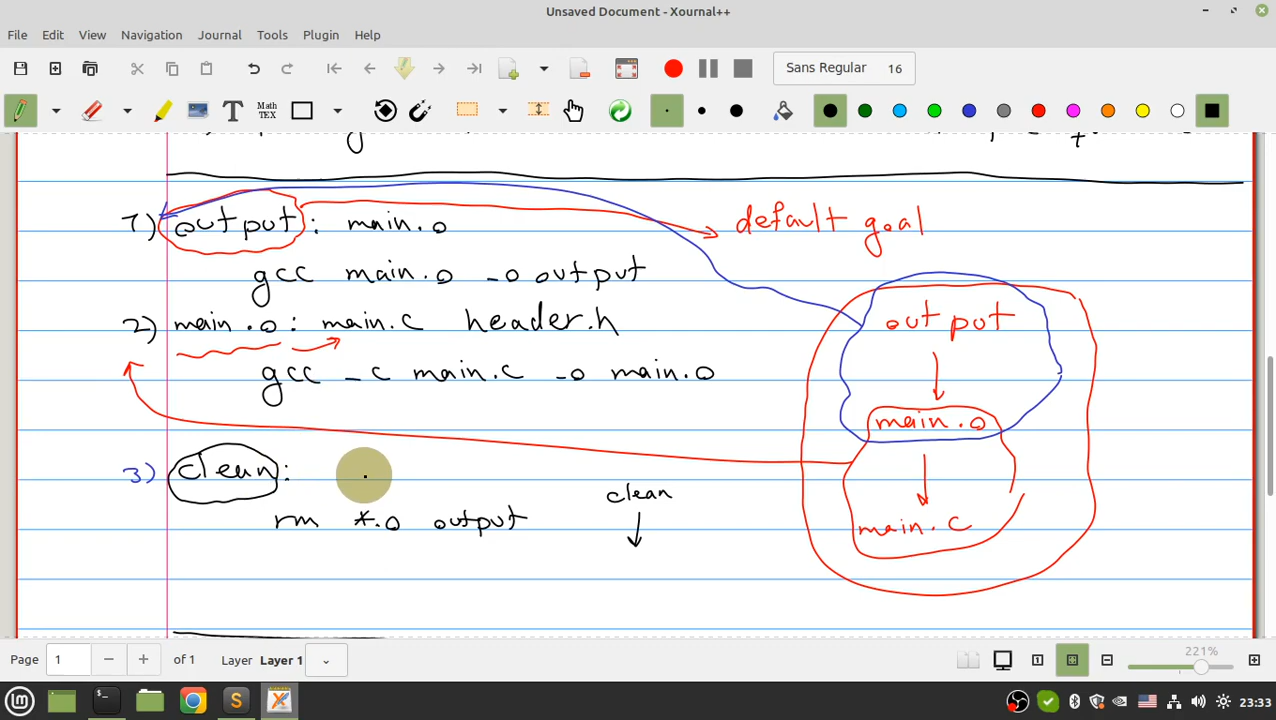 Unsaved Document - Xournal++
File Edit View Navigation Journal Tools Plugin Help
Sans Regular 16
Math TEX
1) output: main.o
default goal
gcc main.o -o output
2) main.o: main.c header.h
gcc -c main.c -o main.o
3) clean:
rm *.o output
clean
output
main.o
main.c
Page 1 of 1 Layer Layer 1
221%
23:33